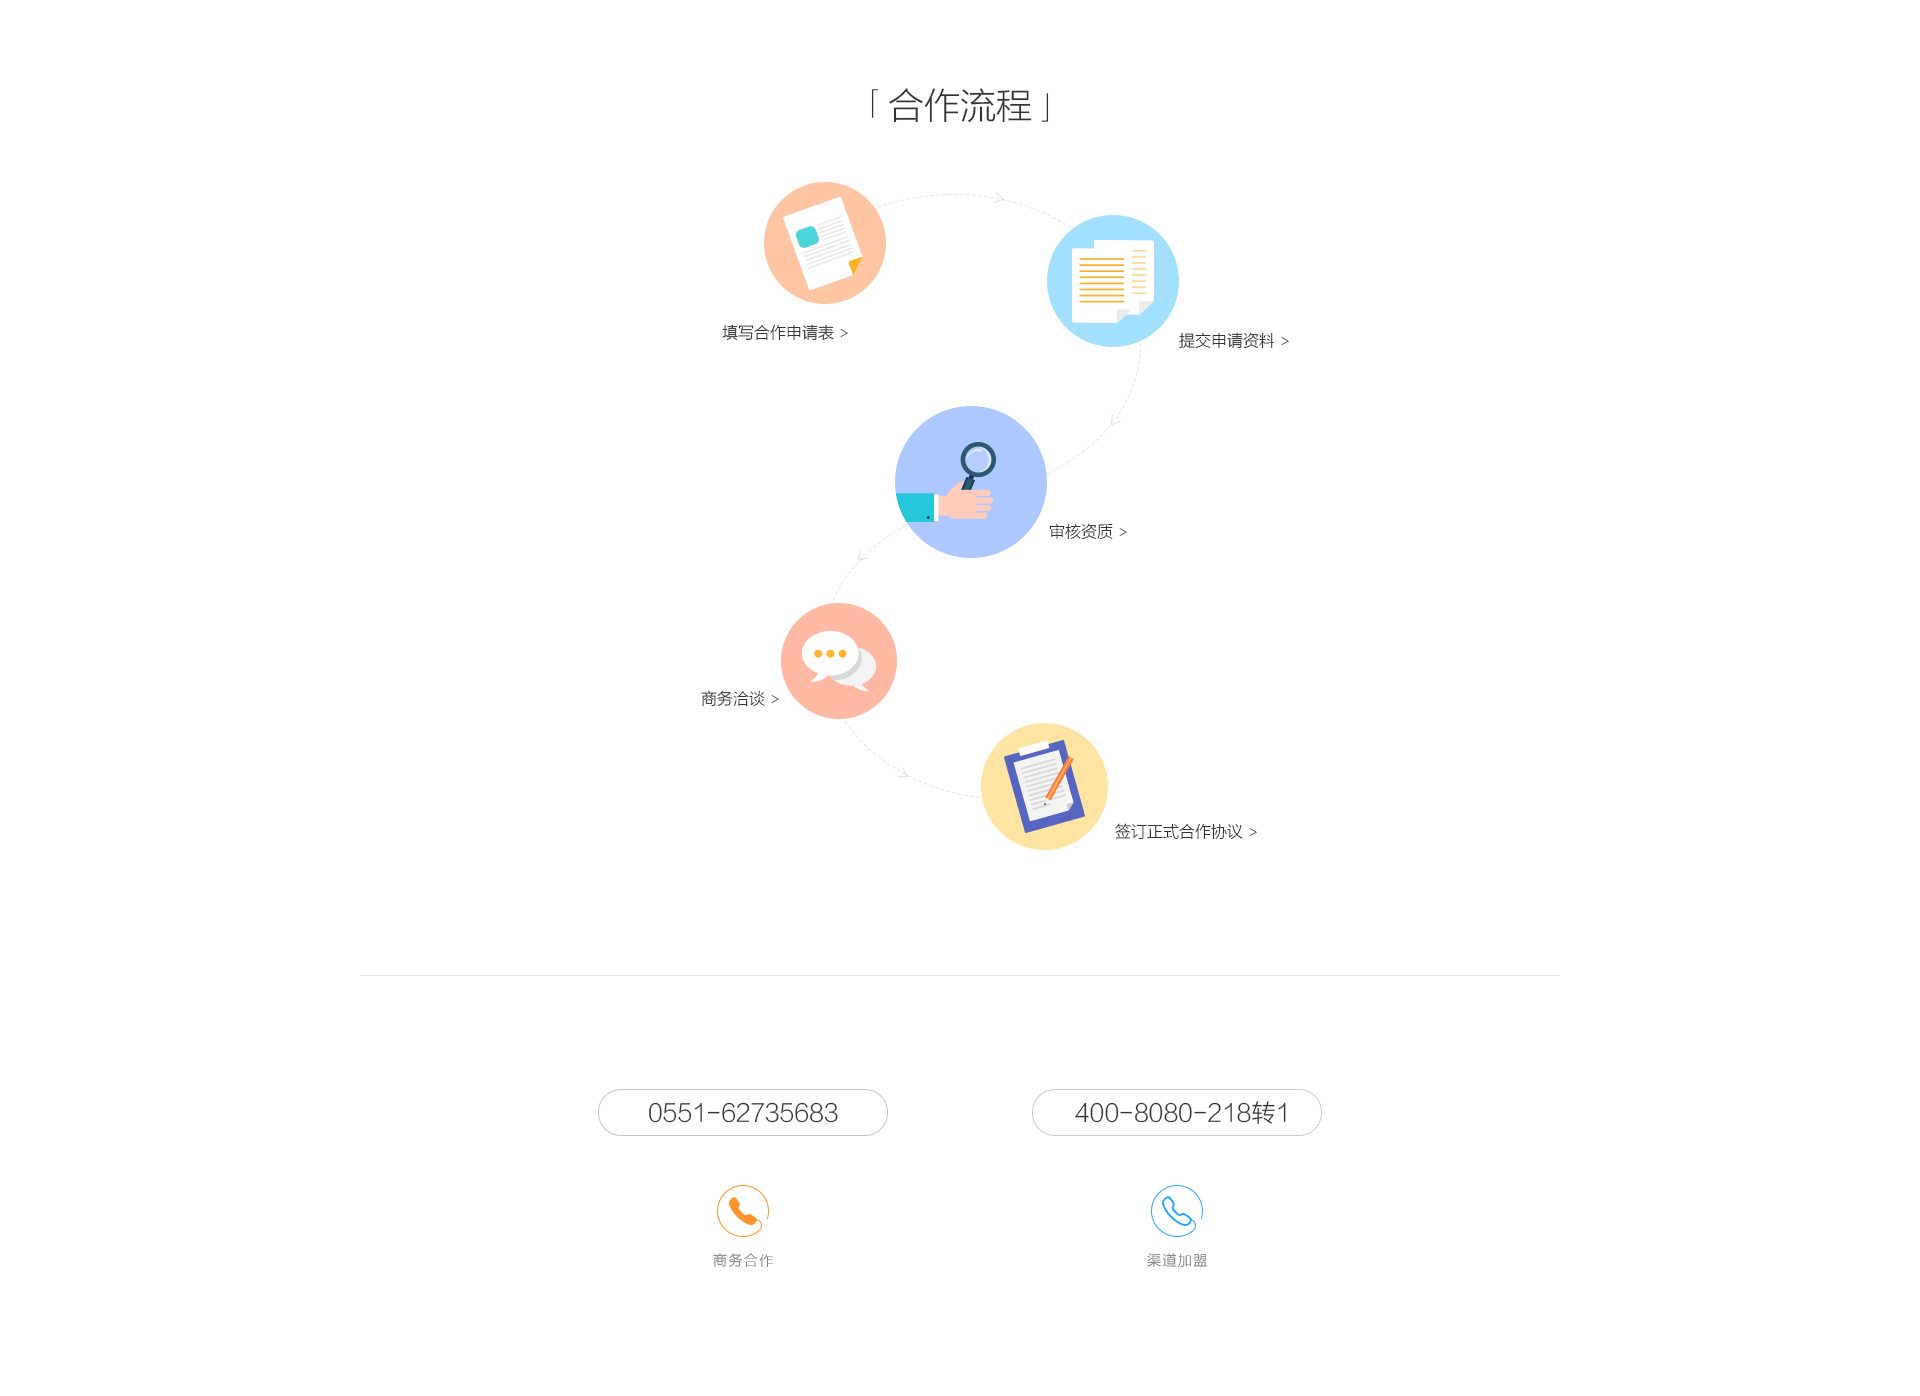 「合作流程」
填写合作申请表 >
提交申请资料 >
审核资质 >
商务洽谈 >
签订正式合作协议 >
0551-62735683
400-8080-218转1
商务合作
渠道加盟